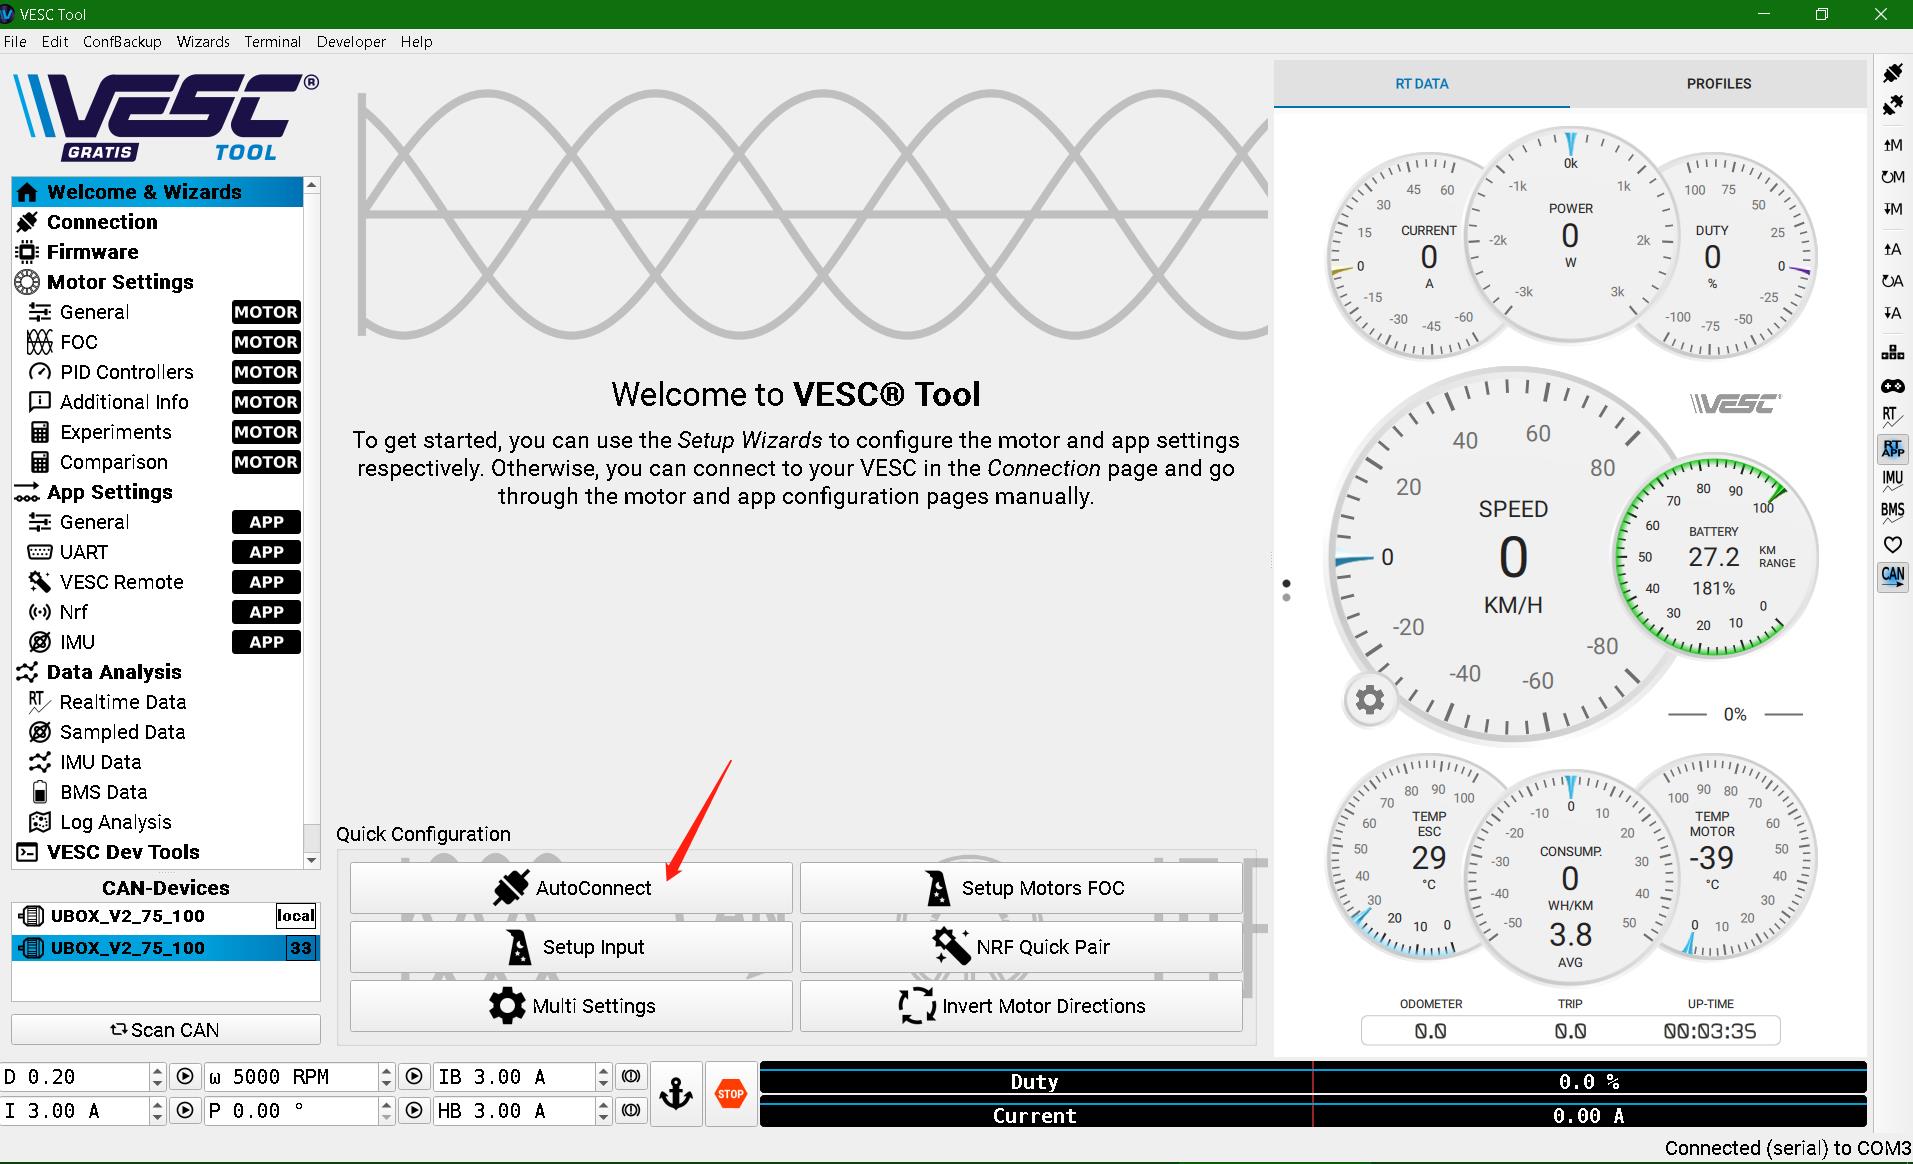 VESC Tool
File Edit ConfBackup Wizards Terminal Developer Help
VESC®
GRATIS TOOL
Welcome & Wizards
Connection
Firmware
Motor Settings
General MOTOR
FOC MOTOR
PID Controllers MOTOR
Additional Info MOTOR
Experiments MOTOR
Comparison MOTOR
App Settings
General APP
UART APP
VESC Remote APP
Nrf APP
IMU APP
Data Analysis
RT Realtime Data
Sampled Data
IMU Data
BMS Data
Log Analysis
VESC Dev Tools
CAN-Devices
UBOX_V2_75_100 local
UBOX_V2_75_100 33
Scan CAN
Welcome to VESC® Tool
To get started, you can use the Setup Wizards to configure the motor and app settings
respectively. Otherwise, you can connect to your VESC in the Connection page and go
through the motor and app configuration pages manually.
Quick Configuration
AutoConnect Setup Motors FOC
Setup Input NRF Quick Pair
Multi Settings Invert Motor Directions
RT DATA PROFILES
60 45 30 15 0 -15 -30 -45 -60
CURRENT
0
A
-3k -2k -1k 0k 1k 2k 3k
POWER
0
W
100 75 50 25 0 -25 -50 -75 -100
DUTY
0
%
VESC
80 60 40 20 0 -20 -40 -60 -80
SPEED
0
KM/H
0 10 20 30 40 50 60 70 80 90 100
BATTERY
27.2 KM
RANGE
181%
0%
0 10 20 30 40 50 60 70 80 90 100
TEMP
ESC
29
°C
-50 -40 -30 -20 -10 0 10 20 30 40 50
CONSUMP.
0
WH/KM
3.8
AVG
0 10 20 30 40 50 60 70 80 90 100
TEMP
MOTOR
-39
°C
ODOMETER TRIP UP-TIME
0.0 0.0 00:03:35
↑M
↻M
↓M
↑A
↻A
↓A
RT
RT
APP
IMU
BMS
CAN
D 0.20 ω 5000 RPM IB 3.00 A
I 3.00 A P 0.00 ° HB 3.00 A
STOP
Duty 0.0 %
Current 0.00 A
Connected (serial) to COM3